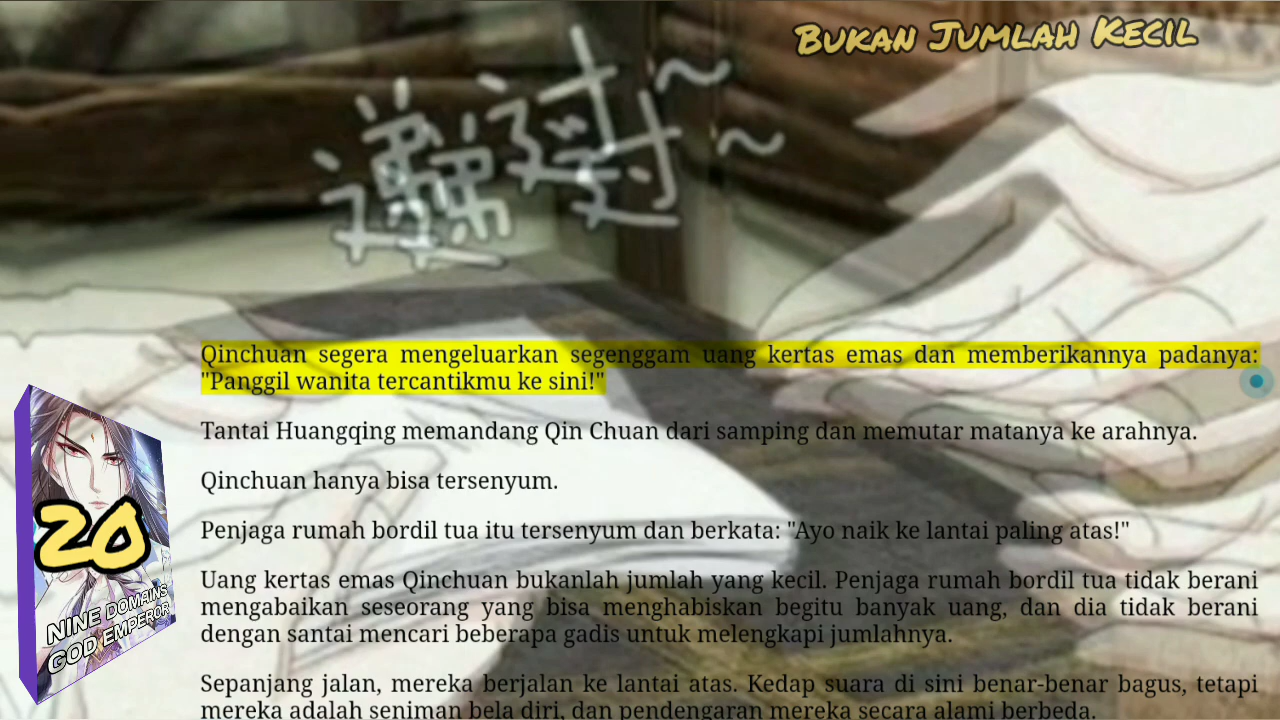 Bukan Jumlah Kecil
递过~~
Qinchuan segera mengeluarkan segenggam uang kertas emas dan memberikannya padanya:
"Panggil wanita tercantikmu ke sini!"
Tantai Huangqing memandang Qin Chuan dari samping dan memutar matanya ke arahnya.
Qinchuan hanya bisa tersenyum.
Penjaga rumah bordil tua itu tersenyum dan berkata: "Ayo naik ke lantai paling atas!"
Uang kertas emas Qinchuan bukanlah jumlah yang kecil. Penjaga rumah bordil tua tidak berani
mengabaikan seseorang yang bisa menghabiskan begitu banyak uang, dan dia tidak berani
dengan santai mencari beberapa gadis untuk melengkapi jumlahnya.
Sepanjang jalan, mereka berjalan ke lantai atas. Kedap suara di sini benar-benar bagus, tetapi
mereka adalah seniman bela diri, dan pendengaran mereka secara alami berbeda.
20
NINE DOMAINS
GOD EMPEROR